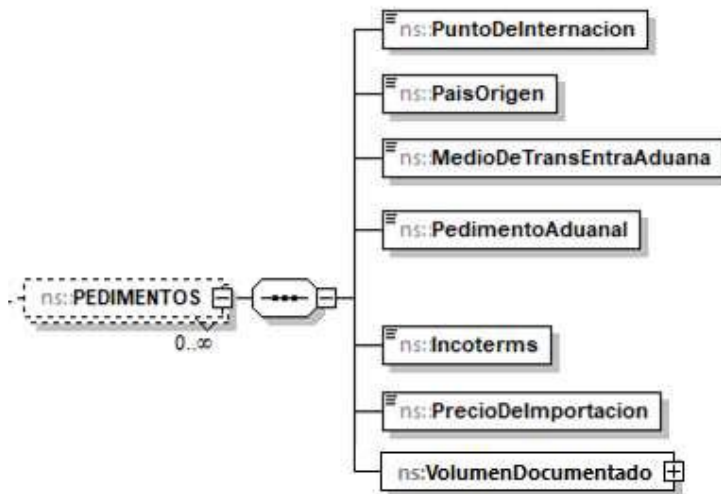 ns::PuntoDeInternacion
ns::PaisOrigen
ns::MedioDeTransEntraAduana
ns::PedimentoAduanal
ns::PEDIMENTOS
0..∞
ns::Incoterms
ns::PrecioDeImportacion
ns:VolumenDocumentado